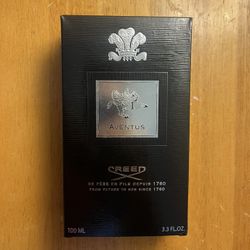 AVENTUS
CREED
DE PÈRE EN FILS DEPUIS 1760
FROM FATHER TO SON SINCE 1760
100 ML 3.3 FL.OZ.